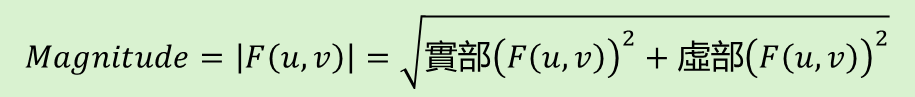 Magnitude = |F(u, v)| = √(實部(F(u, v))² + 虛部(F(u, v))²)